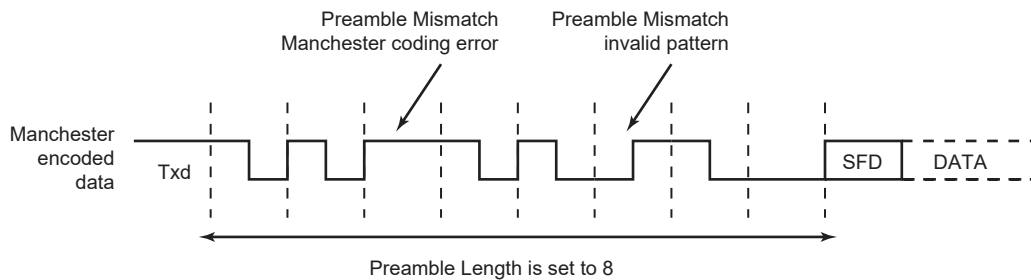 Preamble Mismatch
Manchester coding error
Preamble Mismatch
invalid pattern
Manchester
encoded
data
Txd
SFD
DATA
Preamble Length is set to 8